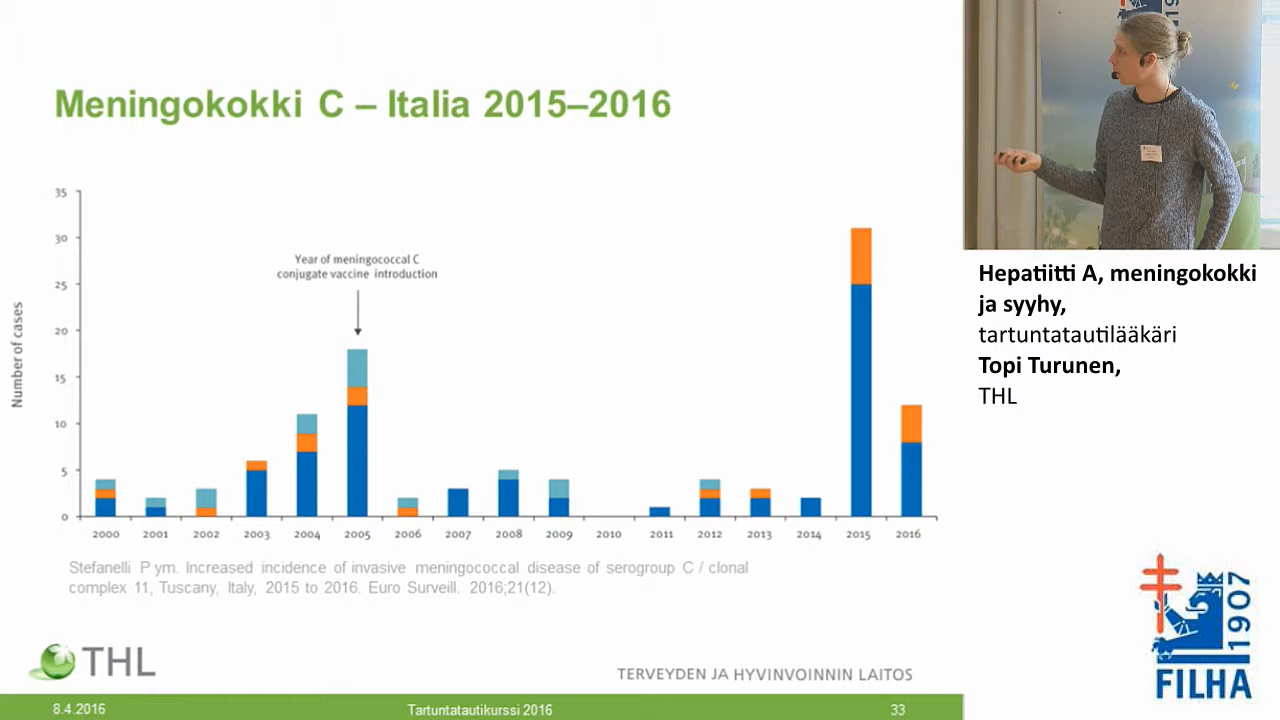 Meningokokki C – Italia 2015–2016
Number of cases
35
30
25
20
15
10
5
0
Year of meningococcal C
conjugate vaccine introduction
2000 2001 2002 2003 2004 2005 2006 2007 2008 2009 2010 2011 2012 2013 2014 2015 2016
Stefanelli P ym. Increased incidence of invasive meningococcal disease of serogroup C / clonal
complex 11, Tuscany, Italy, 2015 to 2016. Euro Surveill. 2016;21(12).
THL
TERVEYDEN JA HYVINVOINNIN LAITOS
8.4.2016 Tartuntatautikurssi 2016 33
Hepatiitti A, meningokokki
ja syyhy,
tartuntatautilääkäri
Topi Turunen,
THL
1907
FILHA